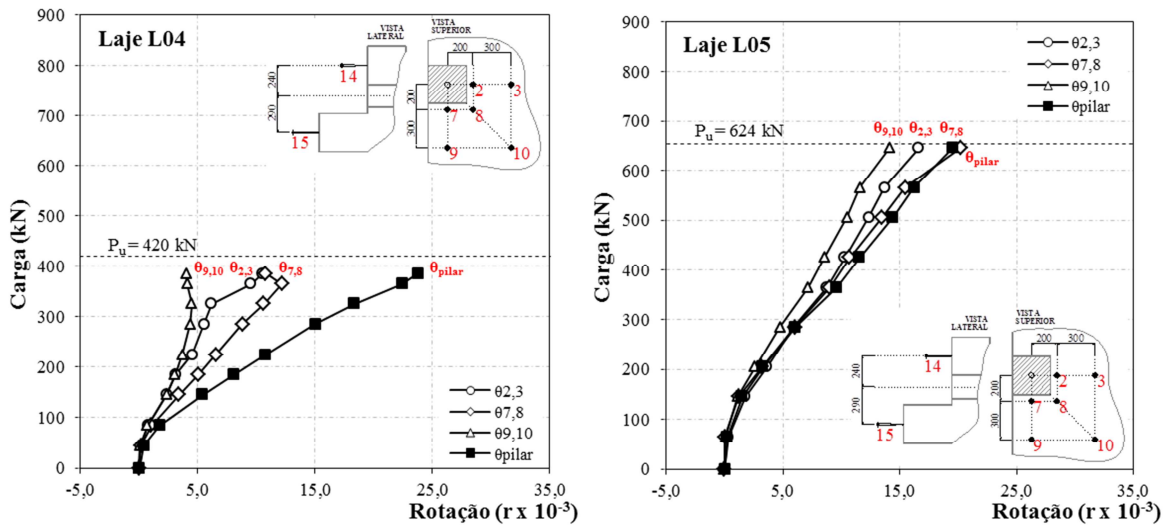 Laje L04
VISTA LATERAL
VISTA SUPERIOR
200
300
240
290
14
15
200
300
2
3
7
8
9
10
P_u = 420 kN
θ9,10 θ2,3 θ7,8 θpilar
θ2,3
θ7,8
θ9,10
θpilar
Carga (kN)
900
800
700
600
500
400
300
200
100
0
-5,0 5,0 15,0 25,0 35,0
Rotação (r x 10⁻³)
Laje L05
θ2,3
θ7,8
θ9,10
θpilar
P_u = 624 kN
θ9,10 θ2,3 θ7,8
θpilar
VISTA LATERAL
VISTA SUPERIOR
200
300
240
290
14
15
200
300
2
3
7
8
9
10
Carga (kN)
900
800
700
600
500
400
300
200
100
0
-5,0 5,0 15,0 25,0 35,0
Rotação (r x 10⁻³)